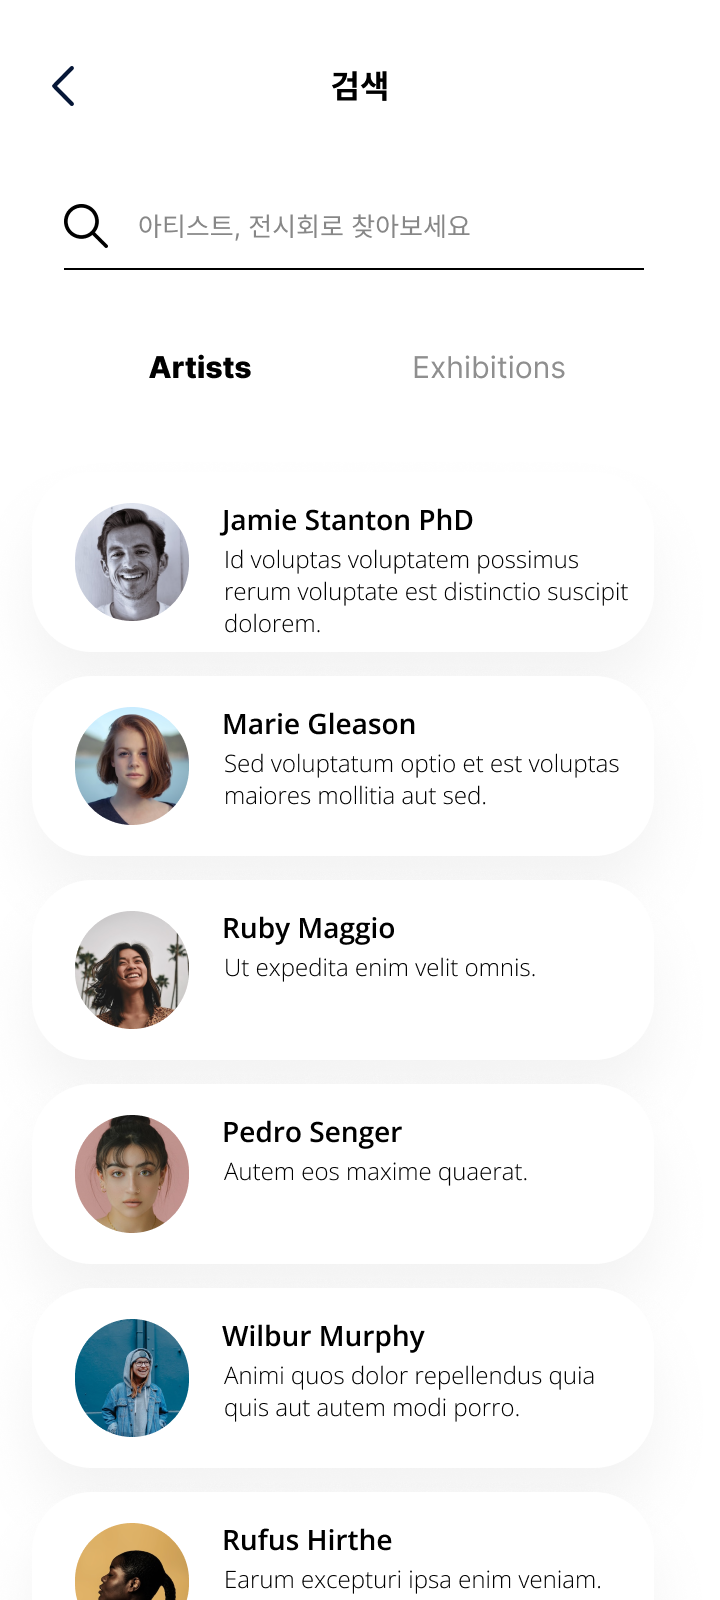 검색
아티스트, 전시회로 찾아보세요
Artists Exhibitions
Jamie Stanton PhD
Id voluptas voluptatem possimus
rerum voluptate est distinctio suscipit
dolorem.
Marie Gleason
Sed voluptatum optio et est voluptas
maiores mollitia aut sed.
Ruby Maggio
Ut expedita enim velit omnis.
Pedro Senger
Autem eos maxime quaerat.
Wilbur Murphy
Animi quos dolor repellendus quia
quis aut autem modi porro.
Rufus Hirthe
Earum excepturi ipsa enim veniam.